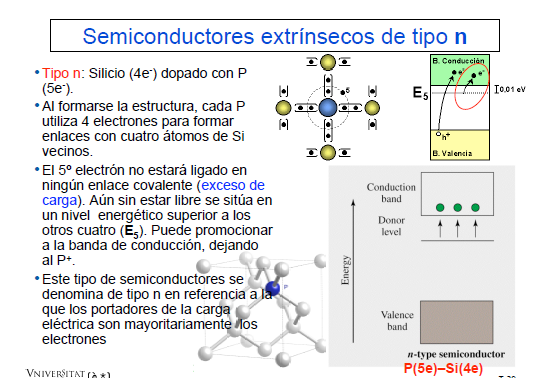 Semiconductores extrínsecos de tipo n
• Tipo n: Silicio (4e-) dopado con P
(5e-).
• Al formarse la estructura, cada P
utiliza 4 electrones para formar
enlaces con cuatro átomos de Si
vecinos.
• El 5º electrón no estará ligado en
ningún enlace covalente (exceso de
carga). Aún sin estar libre se sitúa en
un nivel energético superior a los
otros cuatro (E5). Puede promocionar
a la banda de conducción, dejando
al P+.
• Este tipo de semiconductores se
denomina de tipo n en referencia a la
que los portadores de la carga
eléctrica son mayoritariamente los
electrones
5
B. Conducción
e-
e-
E5
0,01 eV
h+
B. Valencia
Conduction
band
Donor
level
Energy
Valence
band
n-type semiconductor
P(5e)–Si(4e)
P
VNIVERSITAT